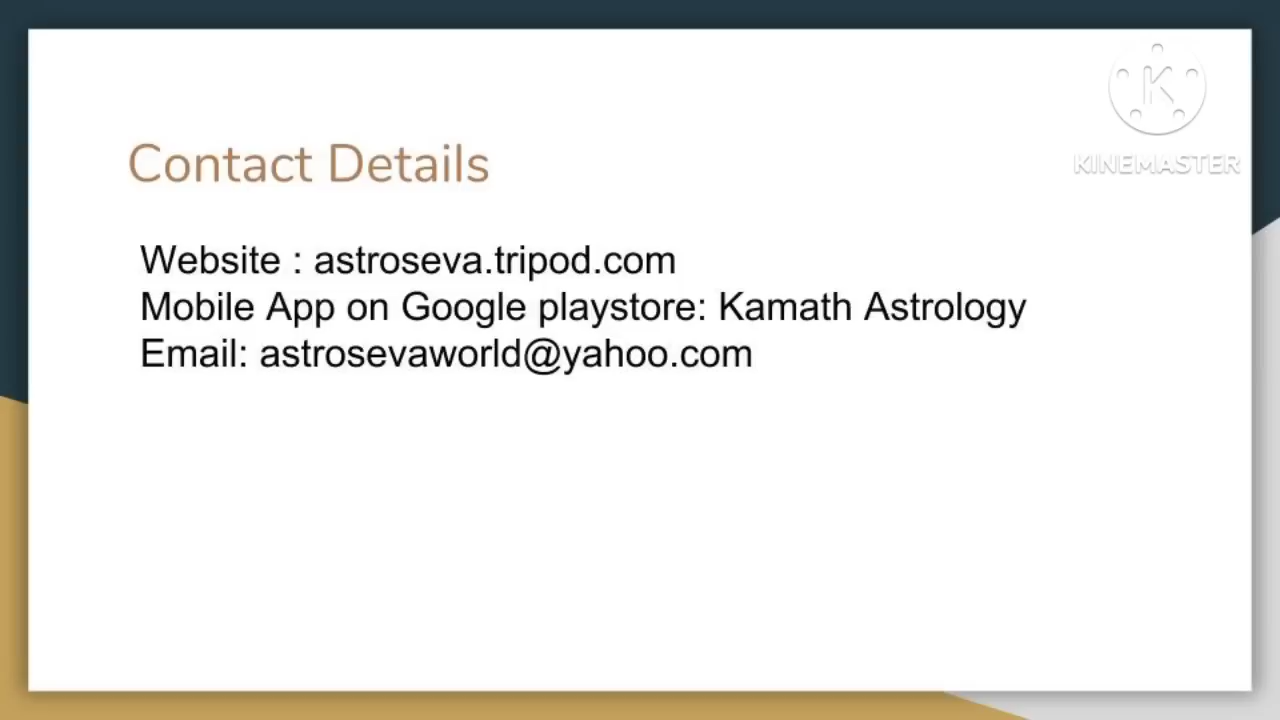 Contact Details
KINEMASTER
Website : astroseva.tripod.com
Mobile App on Google playstore: Kamath Astrology
Email: astrosevaworld@yahoo.com